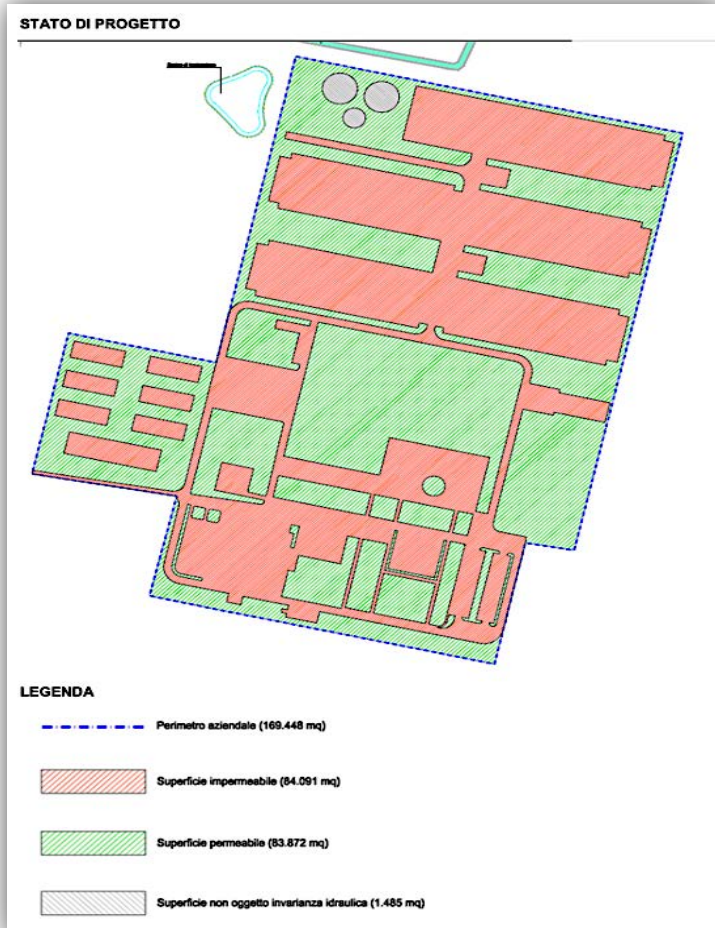 STATO DI PROGETTO
LEGENDA
Perimetro aziendale (169.448 mq)
Superficie impermeabile (84.091 mq)
Superficie permeabile (83.872 mq)
Superficie non oggetto invarianza idraulica (1.485 mq)